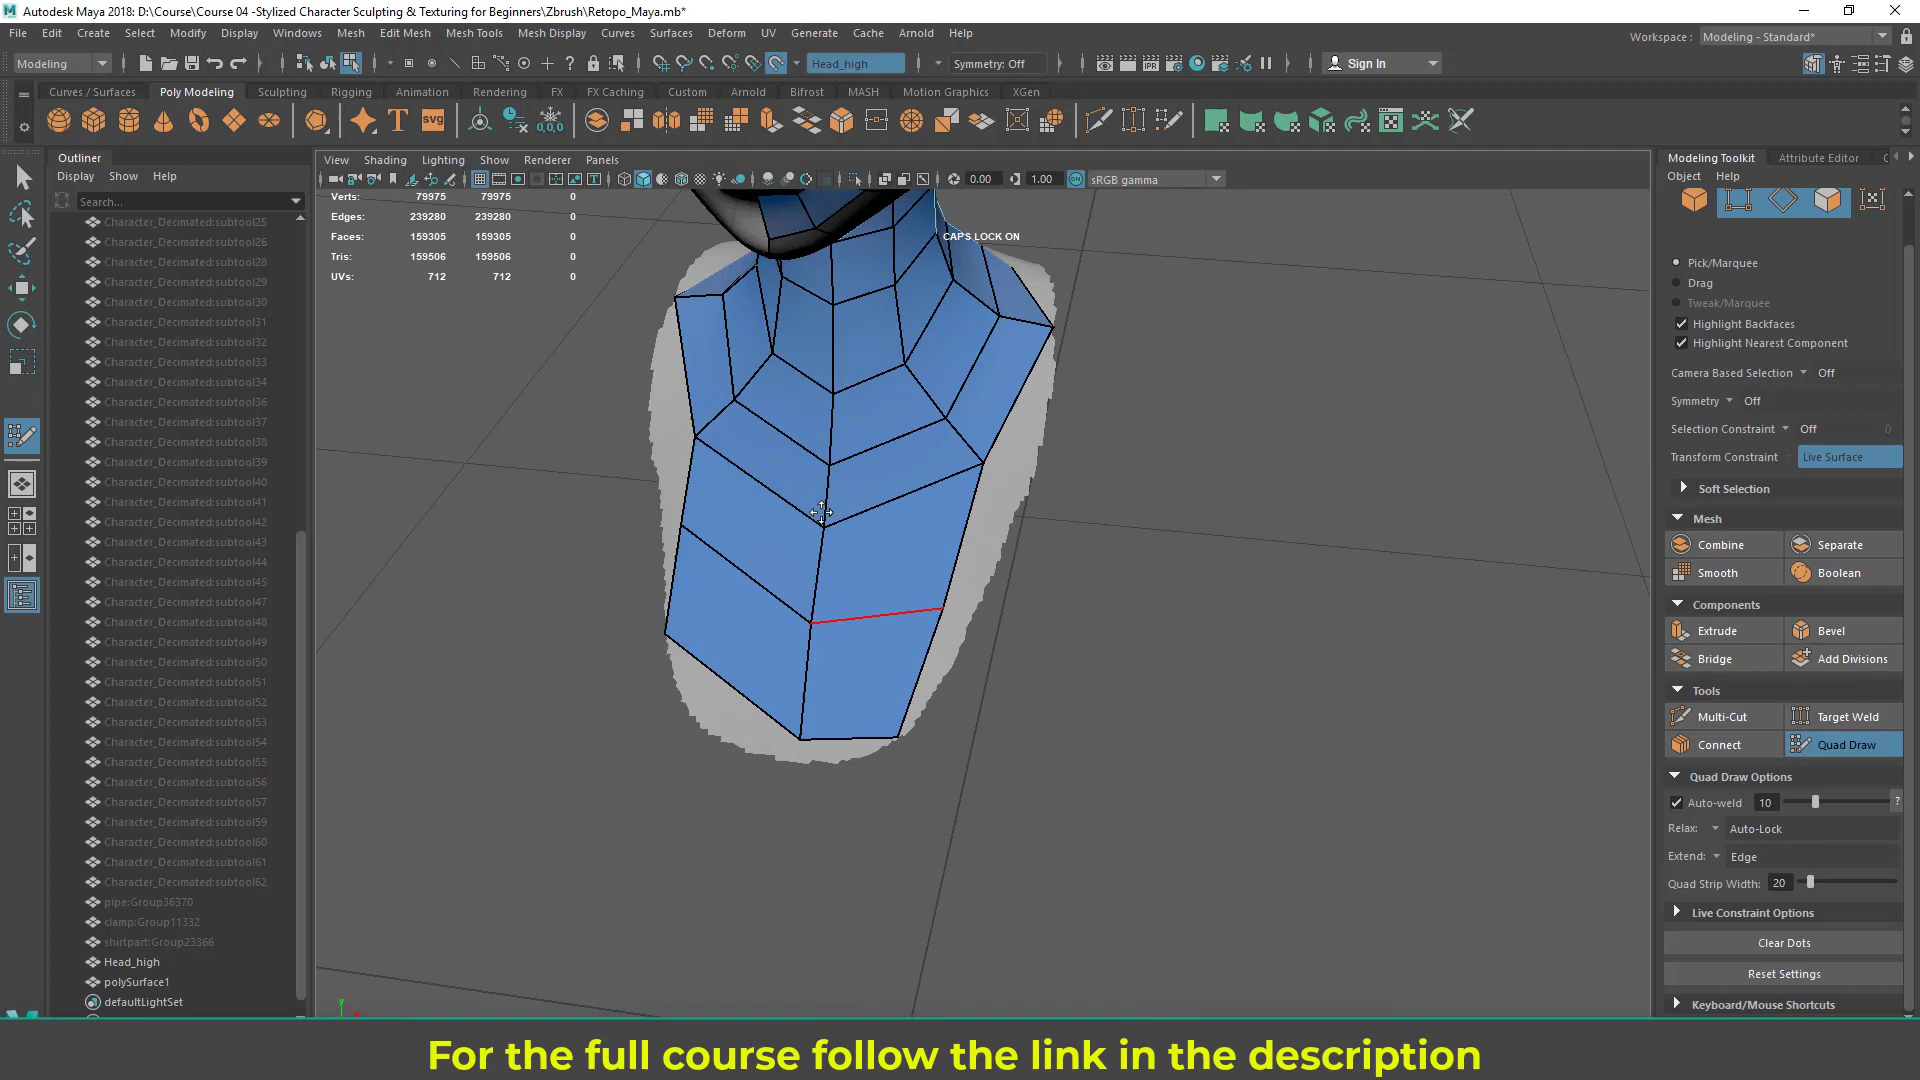 Autodesk Maya 2018: D:\Course\Course 04 -Stylized Character Sculpting & Texturing for Beginners\Zbrush\Retopo_Maya.mb*
File Edit Create Select Modify Display Windows Mesh Edit Mesh Mesh Tools Mesh Display Curves Surfaces Deform UV Generate Cache Arnold Help
Workspace : Modeling - Standard*
Modeling Head_high Symmetry: Off IPR Sign In
Curves / Surfaces Poly Modeling Sculpting Rigging Animation Rendering FX FX Caching Custom Arnold Bifrost MASH Motion Graphics XGen
T svg 0,0,0
Outliner
Display Show Help
Search...
Character_Decimated:subtool25
Character_Decimated:subtool26
Character_Decimated:subtool28
Character_Decimated:subtool29
Character_Decimated:subtool30
Character_Decimated:subtool31
Character_Decimated:subtool32
Character_Decimated:subtool33
Character_Decimated:subtool34
Character_Decimated:subtool36
Character_Decimated:subtool37
Character_Decimated:subtool38
Character_Decimated:subtool39
Character_Decimated:subtool40
Character_Decimated:subtool41
Character_Decimated:subtool42
Character_Decimated:subtool43
Character_Decimated:subtool44
Character_Decimated:subtool45
Character_Decimated:subtool47
Character_Decimated:subtool48
Character_Decimated:subtool49
Character_Decimated:subtool50
Character_Decimated:subtool51
Character_Decimated:subtool52
Character_Decimated:subtool53
Character_Decimated:subtool54
Character_Decimated:subtool55
Character_Decimated:subtool56
Character_Decimated:subtool57
Character_Decimated:subtool59
Character_Decimated:subtool60
Character_Decimated:subtool61
Character_Decimated:subtool62
pipe:Group36370
clamp:Group11332
shirtpart:Group23366
Head_high
polySurface1
defaultLightSet
View Shading Lighting Show Renderer Panels
0.00 1.00 ON sRGB gamma
Verts: 79975 79975 0
Edges: 239280 239280 0
Faces: 159305 159305 0
Tris: 159506 159506 0
UVs: 712 712 0
CAPS LOCK ON
y
Modeling Toolkit Attribute Editor
Object Help
Pick/Marquee
Drag
Tweak/Marquee
Highlight Backfaces
Highlight Nearest Component
Camera Based Selection Off
Symmetry Off
Selection Constraint Off 0
Transform Constraint Live Surface
Soft Selection
Mesh
Combine Separate
Smooth Boolean
Components
Extrude Bevel
Bridge Add Divisions
Tools
Multi-Cut Target Weld
Connect Quad Draw
Quad Draw Options
Auto-weld 10 ?
Relax: Auto-Lock
Extend: Edge
Quad Strip Width: 20
Live Constraint Options
Clear Dots
Reset Settings
Keyboard/Mouse Shortcuts
For the full course follow the link in the description